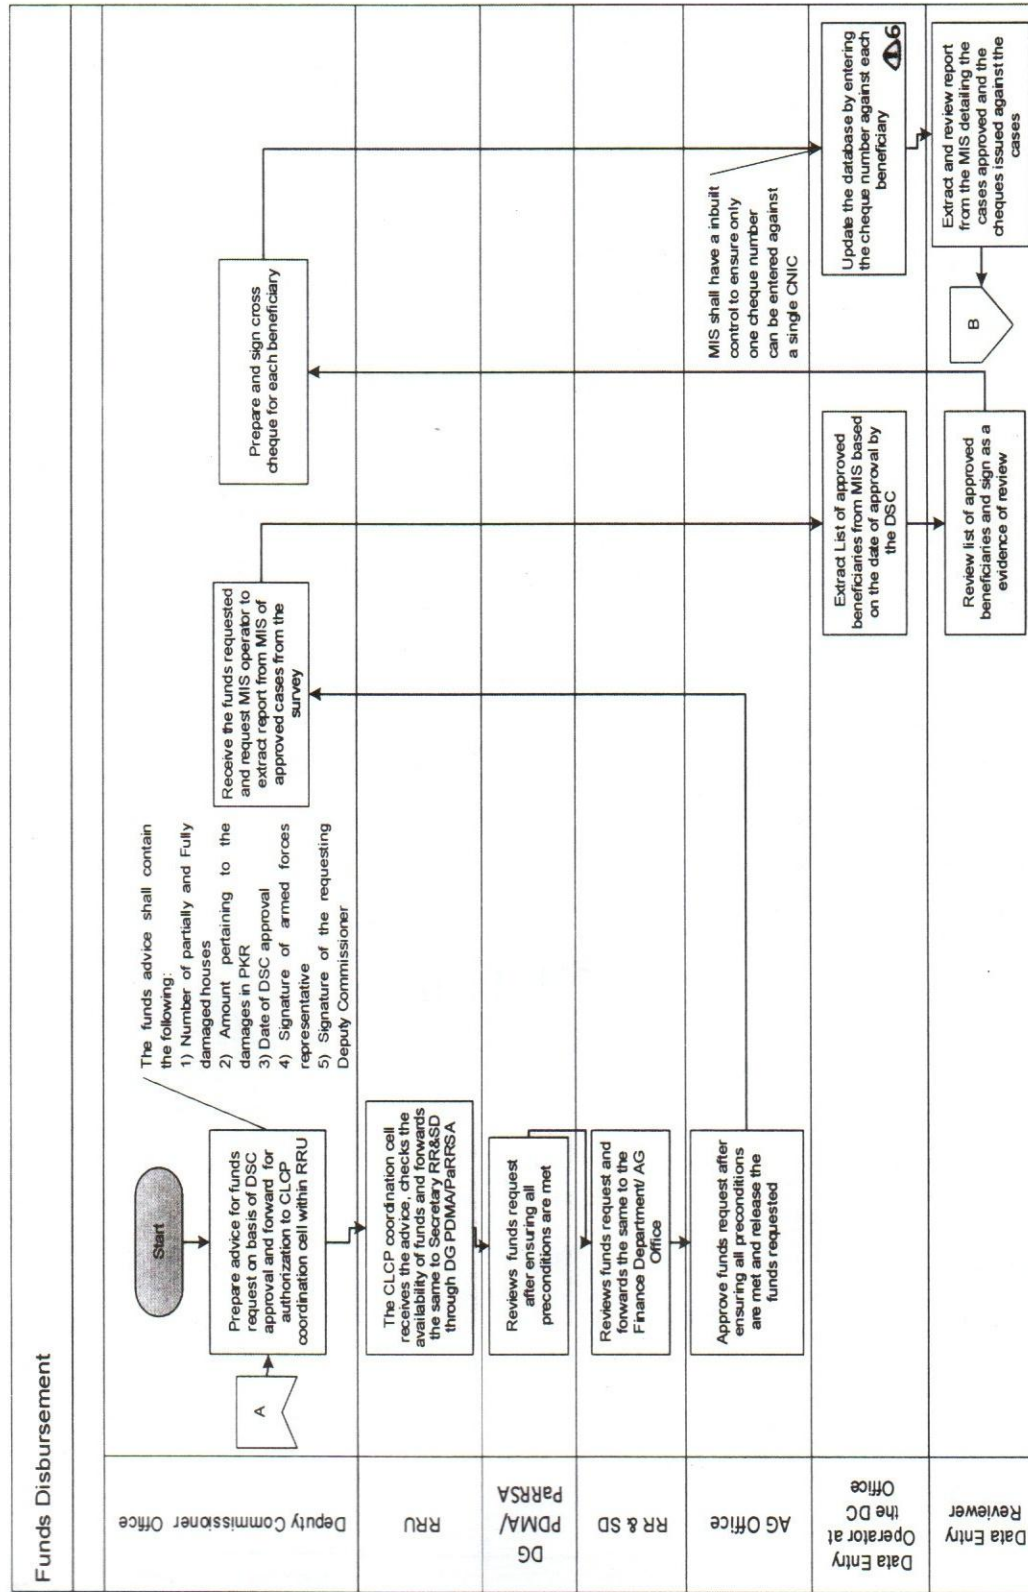 Funds Disbursement
Deputy Commissioner Office
Start
A
Prepare advice for funds
request on basis of DSC
approval and forward for
authorization to CLCP
coordination cell within RRU
The funds advice shall contain
the following:
1) Number of partially and Fully
damaged houses
2) Amount pertaining to the
damages in PKR
3) Date of DSC approval
4) Signature of armed forces
representative
5) Signature of the requesting
Deputy Commissioner
Receive the funds requested
and request MIS operator to
extract report from MIS of
approved cases from the
survey
Prepare and sign cross
cheque for each beneficiary
RRU
The CLCP coordination cell
receives the advice, checks the
availability of funds and forwards
the same to Secretary RR&SD
through DG PDMA/PaRRSA
DG
PDMA/
PaRRSA
Reviews funds request
after ensuring all
preconditions are met
RR & SD
Reviews funds request and
forwards the same to the
Finance Department/ AG
Office
AG Office
Approve funds request after
ensuring all preconditions
are met and release the
funds requested
MIS shall have a inbuilt
control to ensure only
one cheque number
can be entered against
a single CNIC
Data Entry
Operator at
the DC
Office
Extract List of approved
beneficiaries from MIS based
on the date of approval by
the DSC
Update the database by entering
the cheque number against each
beneficiary
Data Entry
Reviewer
Review list of approved
beneficiaries and sign as a
evidence of review
B
Extract and review report
from the MIS detailing the
cases approved and the
cheques issued against the
cases